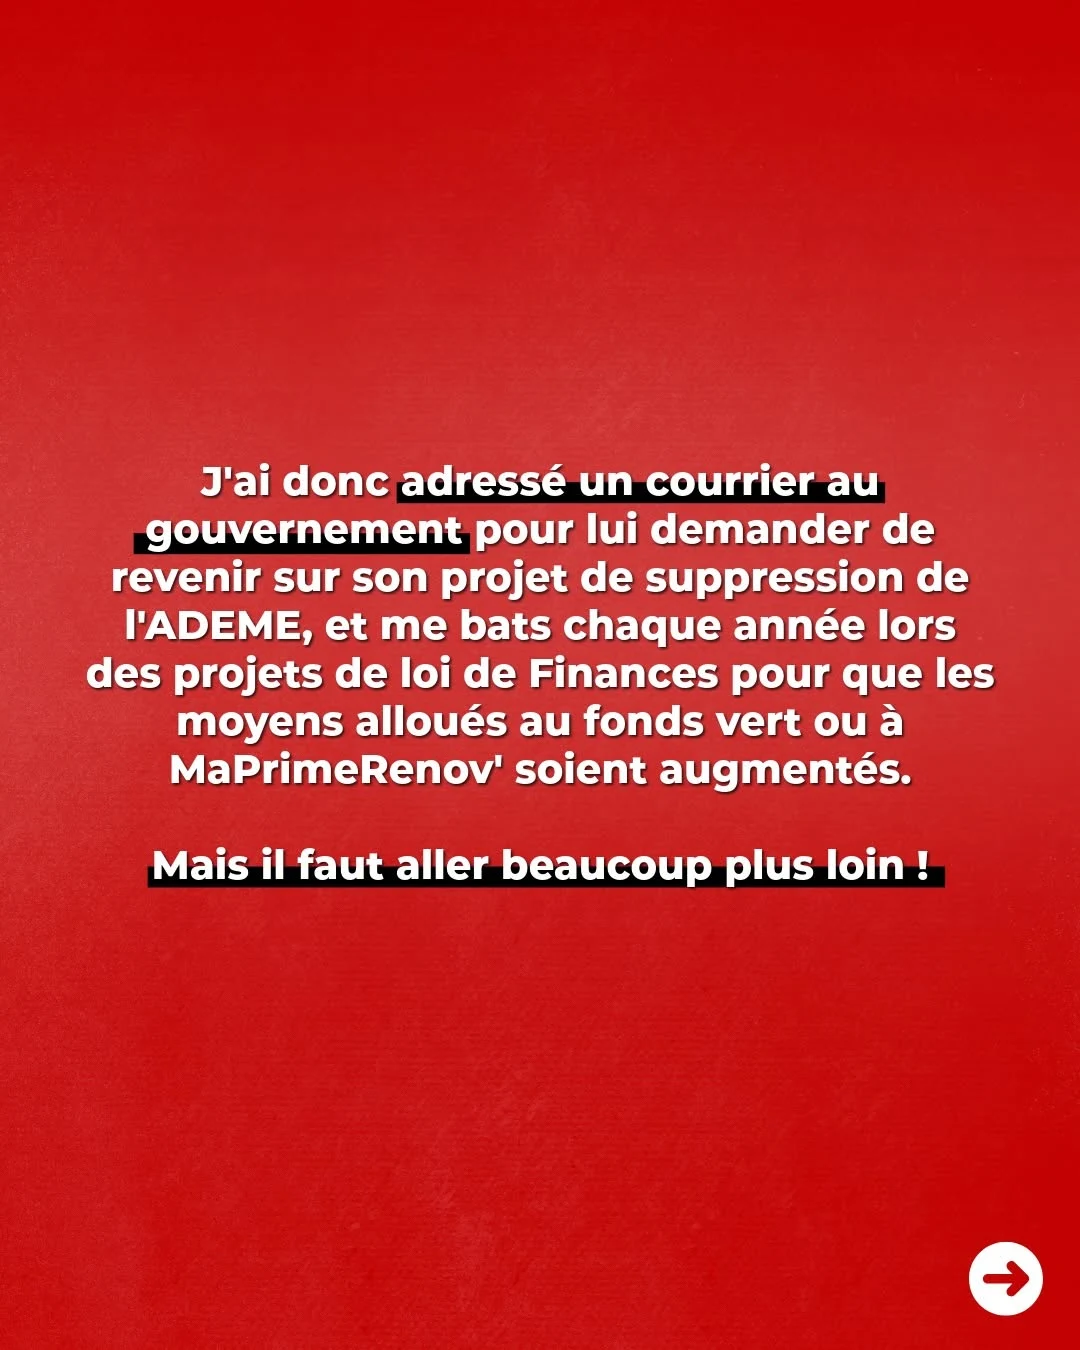 J'ai donc adressé un courrier au
gouvernement pour lui demander de
revenir sur son projet de suppression de
l'ADEME, et me bats chaque année lors
des projets de loi de Finances pour que les
moyens alloués au fonds vert ou à
MaPrimeRenov' soient augmentés.
Mais il faut aller beaucoup plus loin !